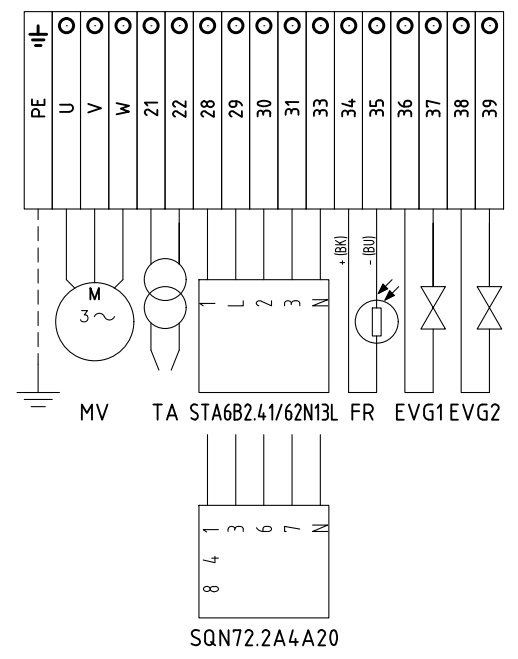 PE U V W 21 22 28 29 30 31 33 34 35 36 37 38 39
+ (BK) - (BU)
M
3~
1 L 2 3 N
MV TA STA6B2.41/62N13L FR EVG1 EVG2
1 3 6 7 N
4
8
SQN72.2A4A20